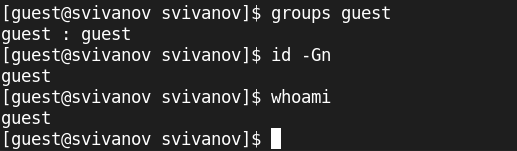 [guest@svivanov svivanov]$ groups guest
guest : guest
[guest@svivanov svivanov]$ id -Gn
guest
[guest@svivanov svivanov]$ whoami
guest
[guest@svivanov svivanov]$